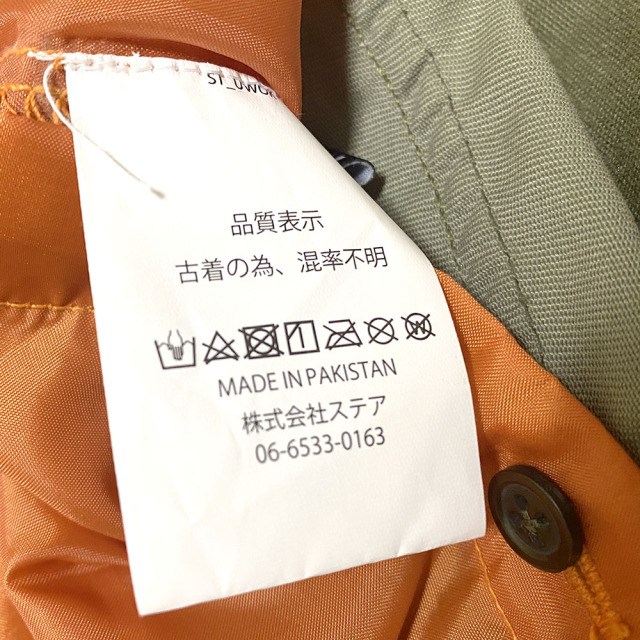 品質表示
古着の為、混率不明
MADE IN PAKISTAN
株式会社ステア
06-6533-0163